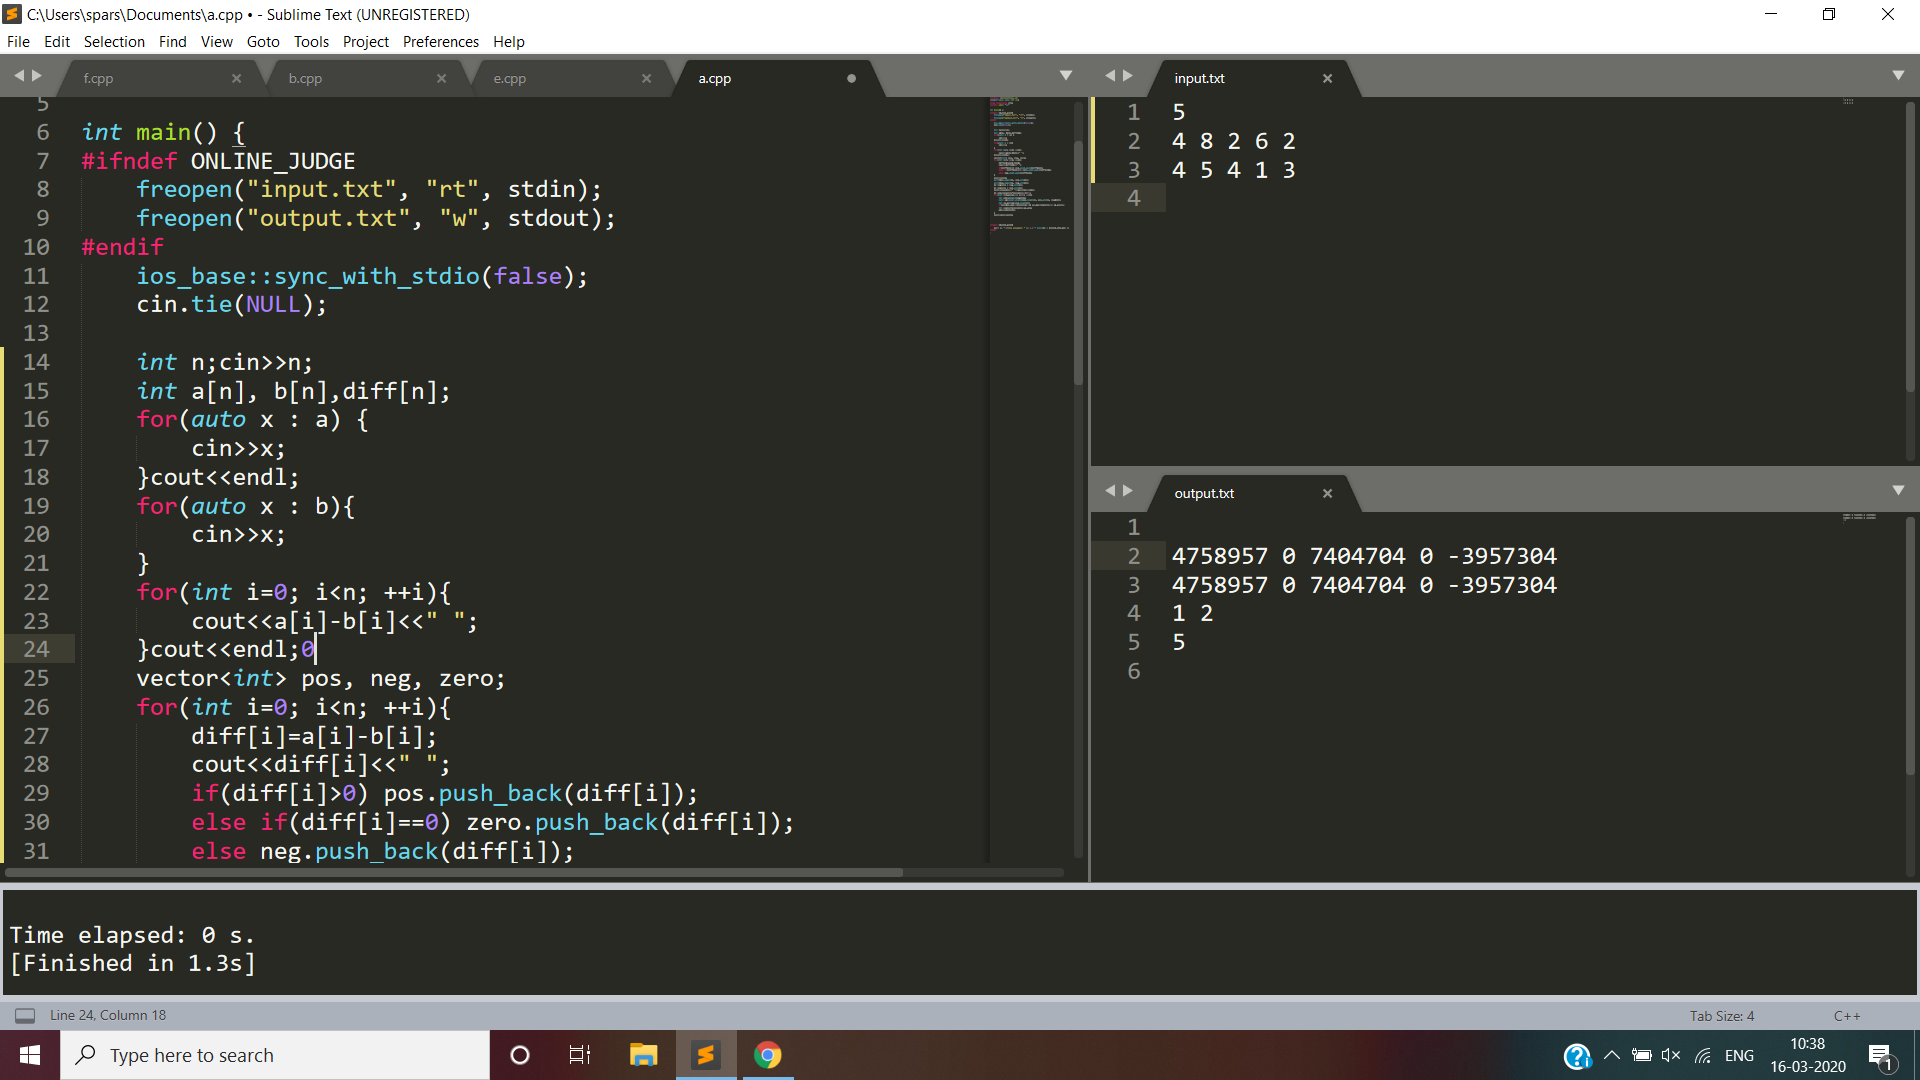 C:\Users\spars\Documents\a.cpp • - Sublime Text (UNREGISTERED)
File Edit Selection Find View Goto Tools Project Preferences Help
f.cpp × b.cpp × e.cpp × a.cpp
5
6 int main() {
7 #ifndef ONLINE_JUDGE
8 freopen("input.txt", "rt", stdin);
9 freopen("output.txt", "w", stdout);
10 #endif
11 ios_base::sync_with_stdio(false);
12 cin.tie(NULL);
13
14 int n;cin>>n;
15 int a[n], b[n],diff[n];
16 for(auto x : a) {
17 cin>>x;
18 }cout<<endl;
19 for(auto x : b){
20 cin>>x;
21 }
22 for(int i=0; i<n; ++i){
23 cout<<a[i]-b[i]<<" ";
24 }cout<<endl;0
25 vector<int> pos, neg, zero;
26 for(int i=0; i<n; ++i){
27 diff[i]=a[i]-b[i];
28 cout<<diff[i]<<" ";
29 if(diff[i]>0) pos.push_back(diff[i]);
30 else if(diff[i]==0) zero.push_back(diff[i]);
31 else neg.push_back(diff[i]);
input.txt ×
1 5
2 4 8 2 6 2
3 4 5 4 1 3
4
output.txt ×
1
2 4758957 0 7404704 0 -3957304
3 4758957 0 7404704 0 -3957304
4 1 2
5 5
6
Time elapsed: 0 s.
[Finished in 1.3s]
Line 24, Column 18
Tab Size: 4 C++
Type here to search
ENG
10:38
16-03-2020
1